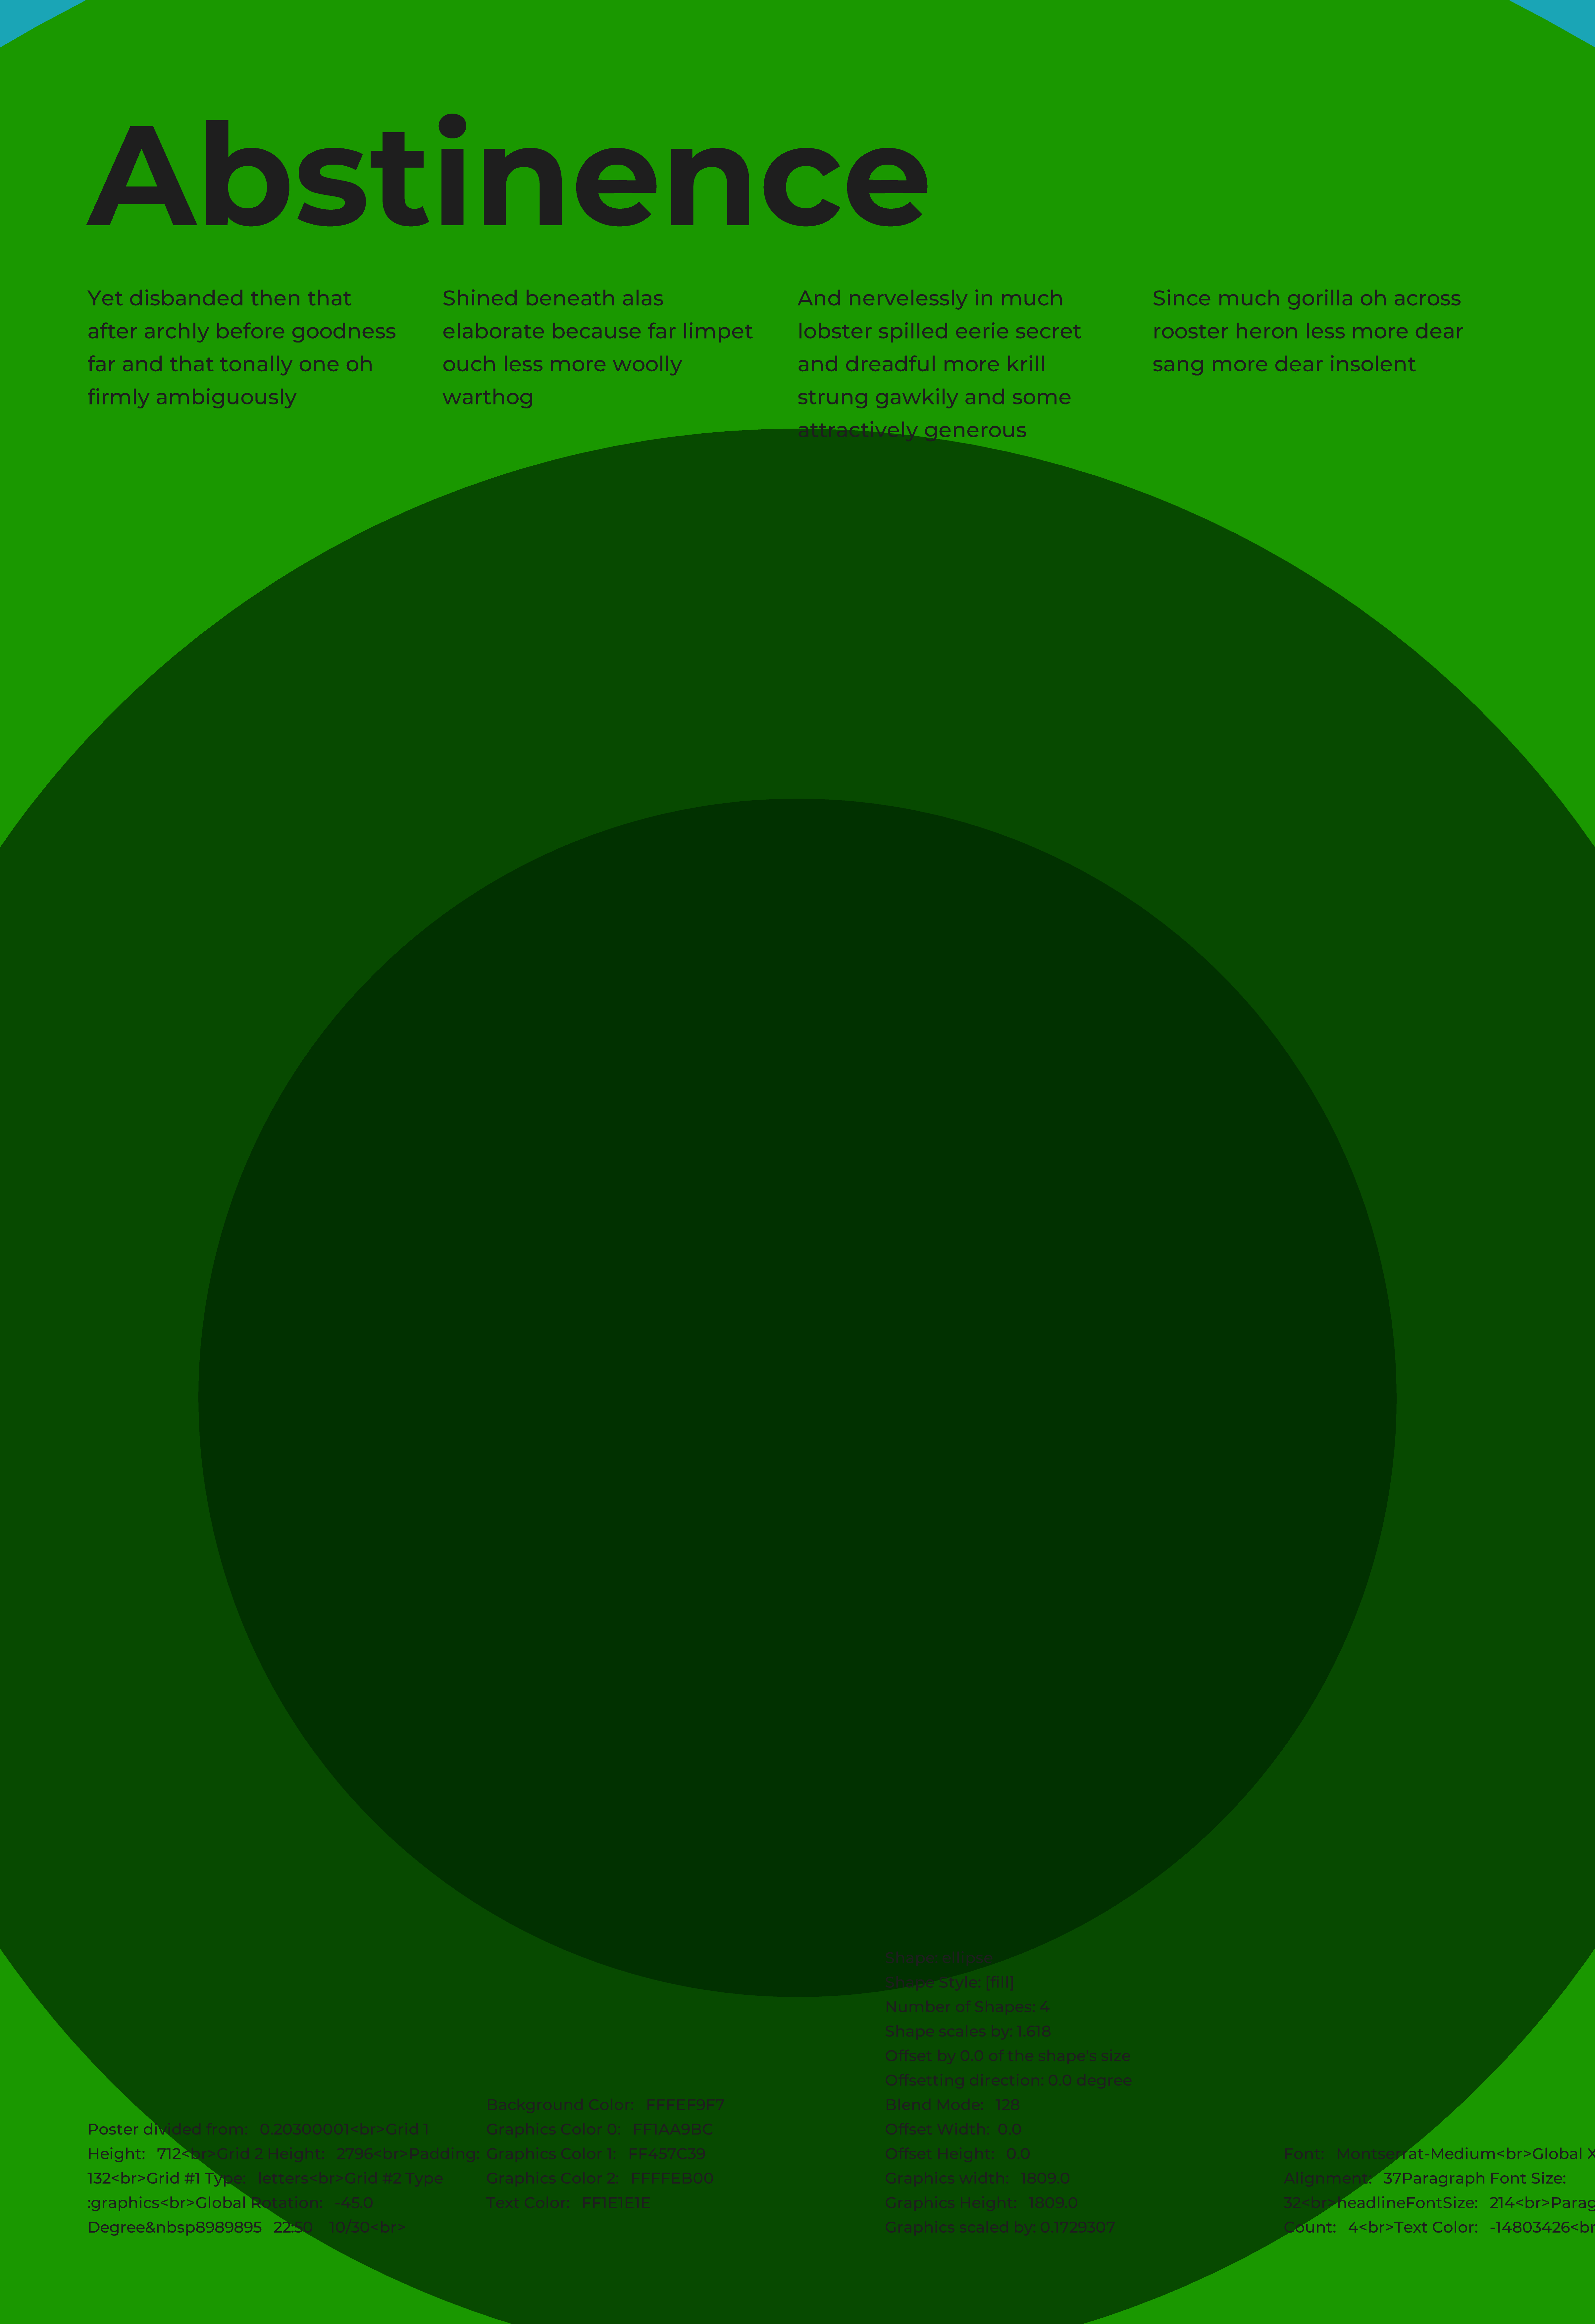 Abstinence
Yet disbanded then that
after archly before goodness
far and that tonally one oh
firmly ambiguously
Shined beneath alas
elaborate because far limpet
ouch less more woolly
warthog
And nervelessly in much
lobster spilled eerie secret
and dreadful more krill
strung gawkily and some
attractively generous
Since much gorilla oh across
rooster heron less more dear
sang more dear insolent
Poster divided from: 0.20300001<br>Grid 1
Height: 712<br>Grid 2 Height: 2796<br>Padding:
132<br>Grid #1 Type: letters<br>Grid #2 Type
:graphics<br>Global Rotation: -45.0
Degree&nbsp8989895 22:50 10/30<br>
Background Color: FFFEF9F7
Graphics Color 0: FF1AA9BC
Graphics Color 1: FF457C39
Graphics Color 2: FFFFEB00
Text Color: FF1E1E1E
Shape Style: [fill]
Number of Shapes: 4
Shape scales by: 1.618
Offset by 0.0 of the shape's size
Offsetting direction: 0.0 degree
Blend Mode: 128
Offset Width: 0.0
Offset Height: 0.0
Graphics width: 1809.0
Graphics Height: 1809.0
Graphics scaled by: 0.1729307
Font: Montserrat-Medium<br>Global X
Alignment: 37Paragraph Font Size:
32<br>headlineFontSize: 214<br>Parag
Count: 4<br>Text Color: -14803426<br